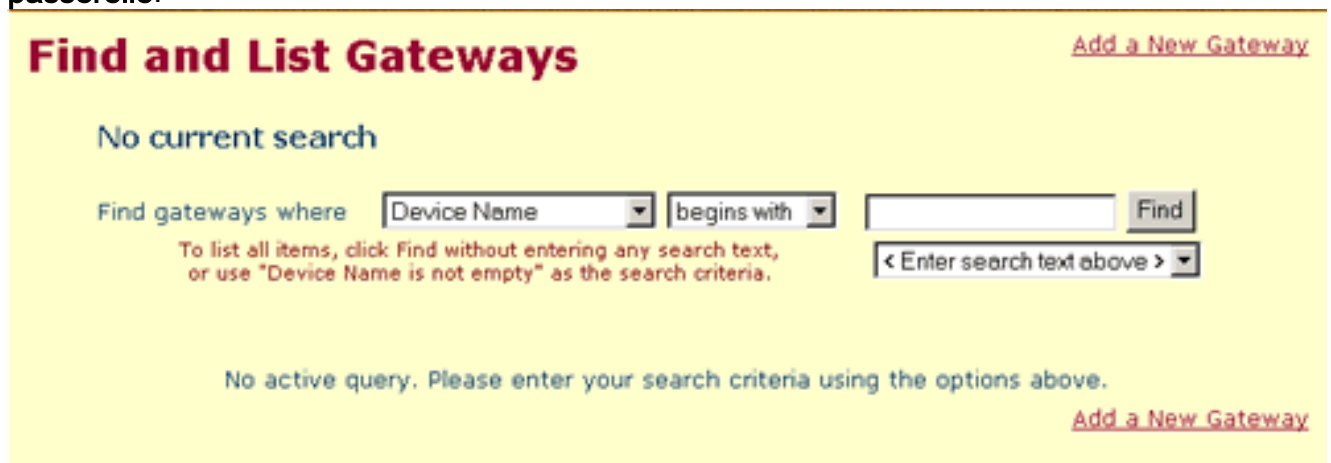 passerelle.
Find and List Gateways
Add a New Gateway
No current search
Find gateways where Device Name begins with Find
To list all items, click Find without entering any search text,
or use "Device Name is not empty" as the search criteria.
< Enter search text above >
No active query. Please enter your search criteria using the options above.
Add a New Gateway